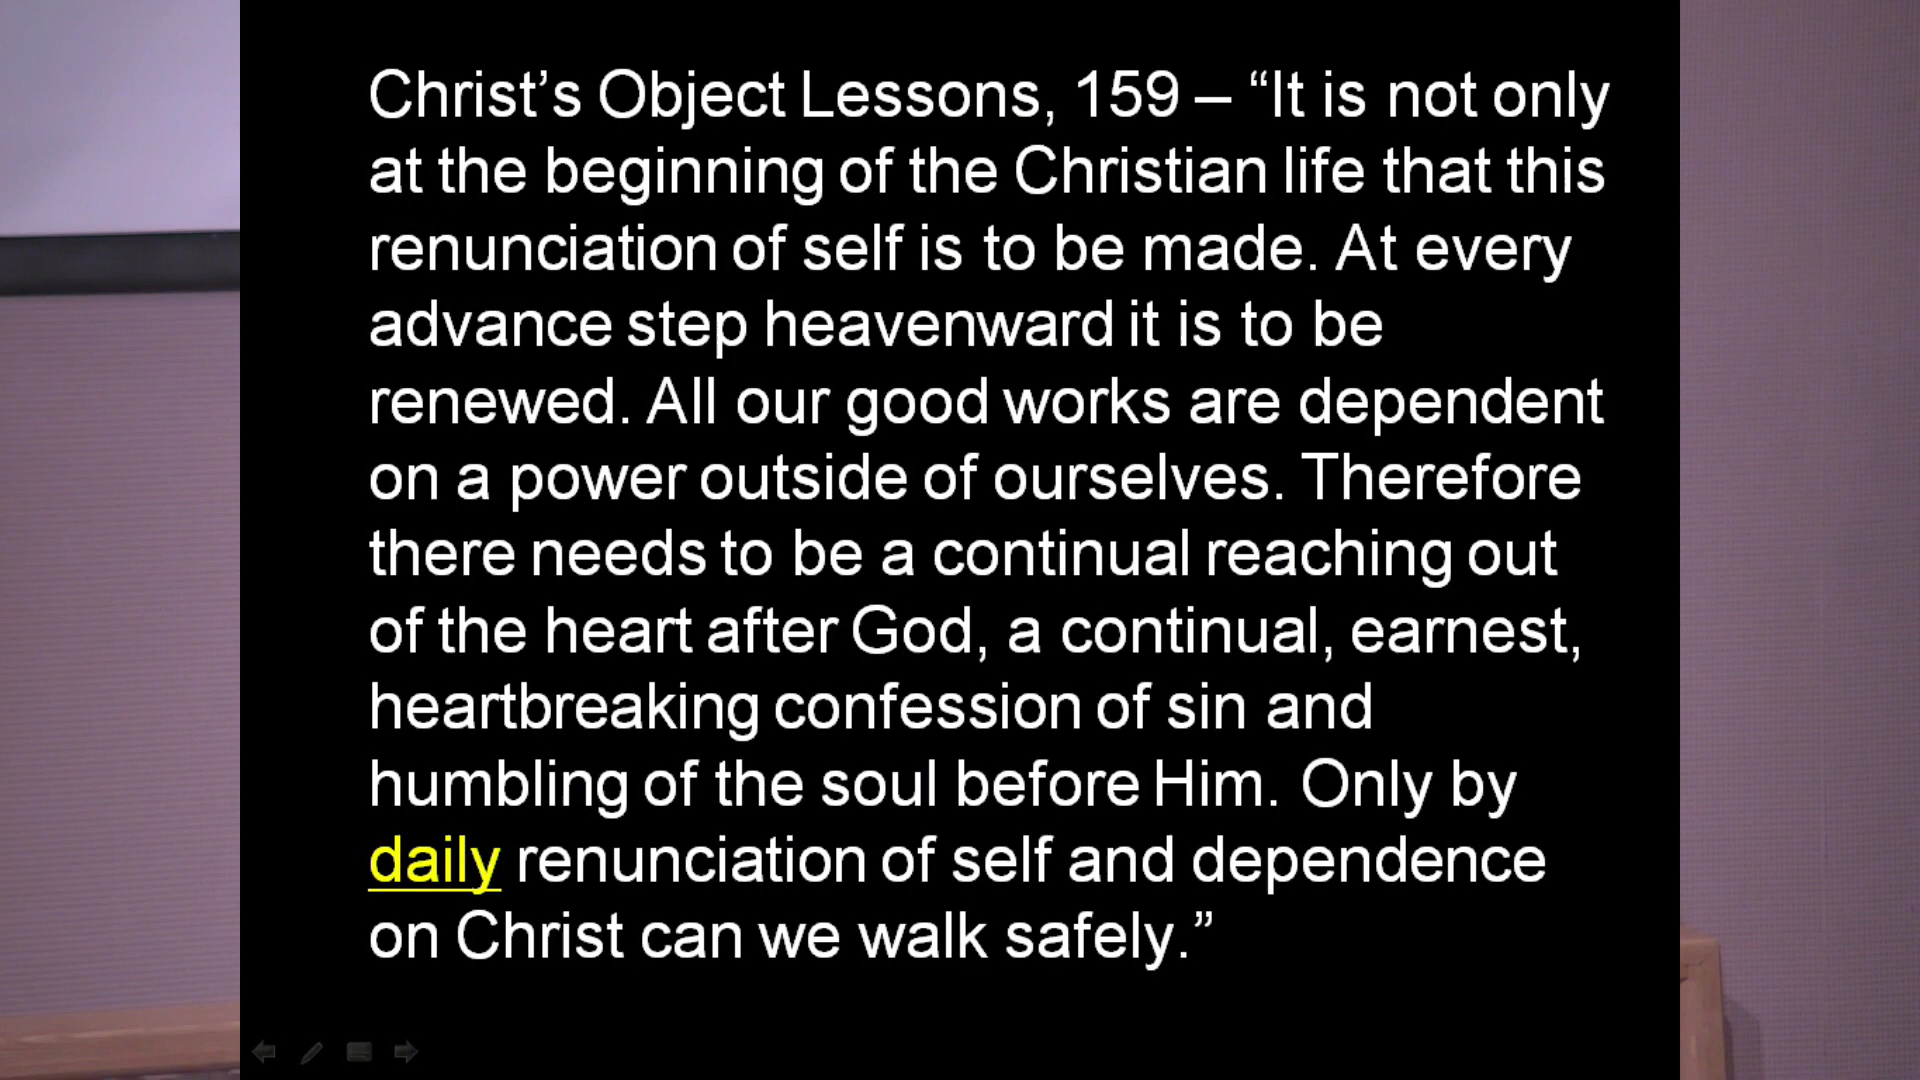 Christ’s Object Lessons, 159 – “It is not only
at the beginning of the Christian life that this
renunciation of self is to be made. At every
advance step heavenward it is to be
renewed. All our good works are dependent
on a power outside of ourselves. Therefore
there needs to be a continual reaching out
of the heart after God, a continual, earnest,
heartbreaking confession of sin and
humbling of the soul before Him. Only by
daily renunciation of self and dependence
on Christ can we walk safely.”